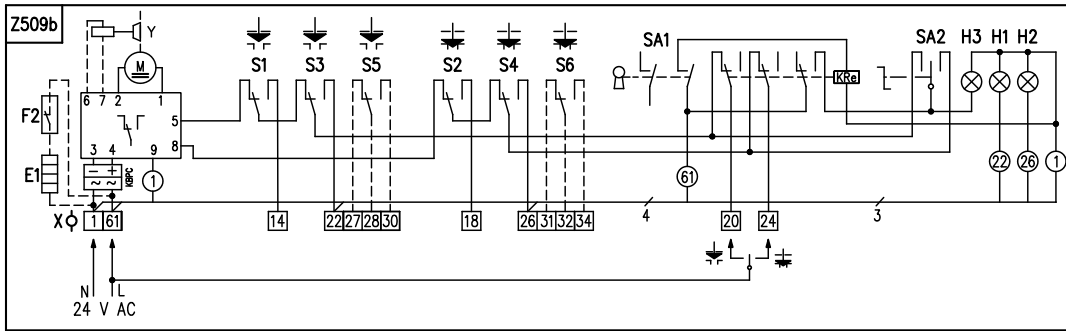 Z509b
Y
M
S1 S3 S5 S2 S4 S6
SA1 SA2 H3 H1 H2
KRe
6 7 2 1
5
8
3 4 9
F2
E1
− +
~ ~
KBPC
1
61
22 26 1
4
3
X
1 61 14 22 27 28 30 18 26 31 32 34 20 24
N L
24 V AC